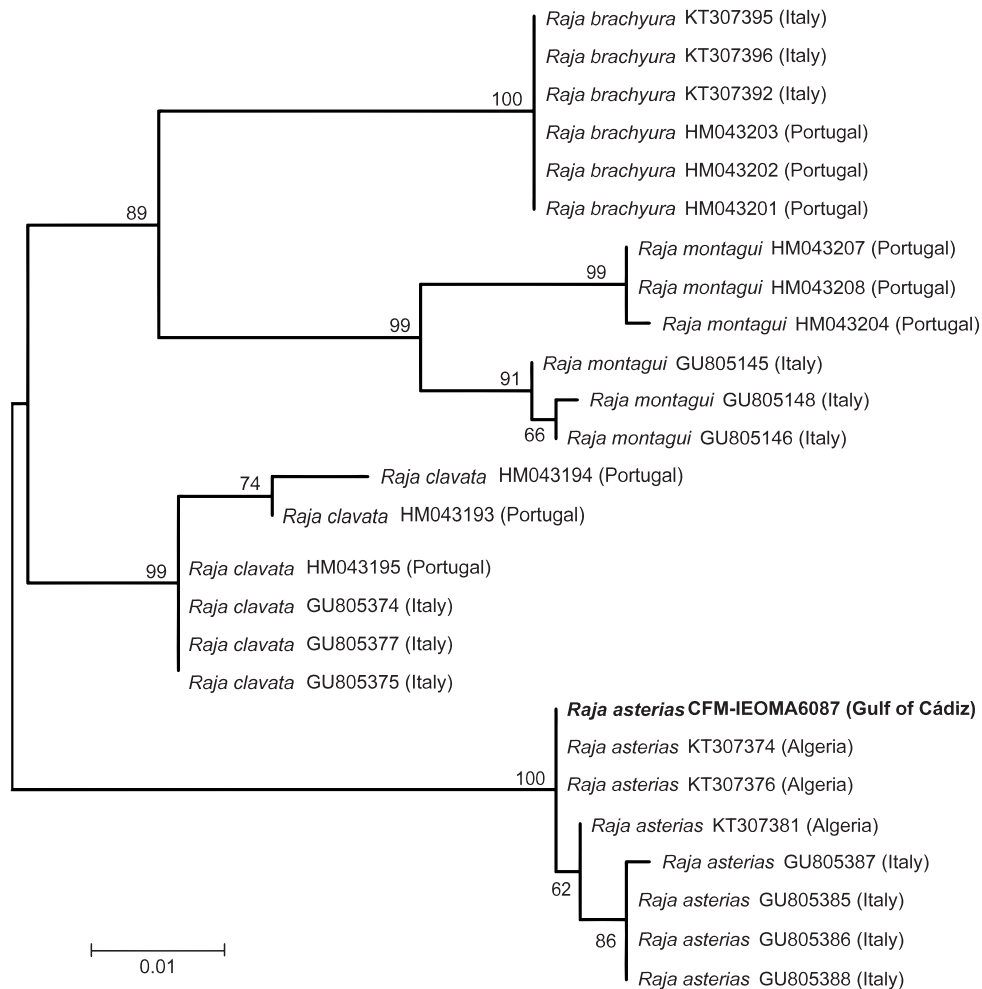 Raja brachyura KT307395 (Italy)
Raja brachyura KT307396 (Italy)
Raja brachyura KT307392 (Italy)
100
Raja brachyura HM043203 (Portugal)
Raja brachyura HM043202 (Portugal)
Raja brachyura HM043201 (Portugal)
89
Raja montagui HM043207 (Portugal)
99
Raja montagui HM043208 (Portugal)
Raja montagui HM043204 (Portugal)
99
Raja montagui GU805145 (Italy)
91
Raja montagui GU805148 (Italy)
66
Raja montagui GU805146 (Italy)
Raja clavata HM043194 (Portugal)
74
Raja clavata HM043193 (Portugal)
Raja clavata HM043195 (Portugal)
99
Raja clavata GU805374 (Italy)
Raja clavata GU805377 (Italy)
Raja clavata GU805375 (Italy)
Raja asterias CFM-IEOMA6087 (Gulf of Cádiz)
Raja asterias KT307374 (Algeria)
100
Raja asterias KT307376 (Algeria)
Raja asterias KT307381 (Algeria)
Raja asterias GU805387 (Italy)
62
Raja asterias GU805385 (Italy)
86
Raja asterias GU805386 (Italy)
Raja asterias GU805388 (Italy)
0.01